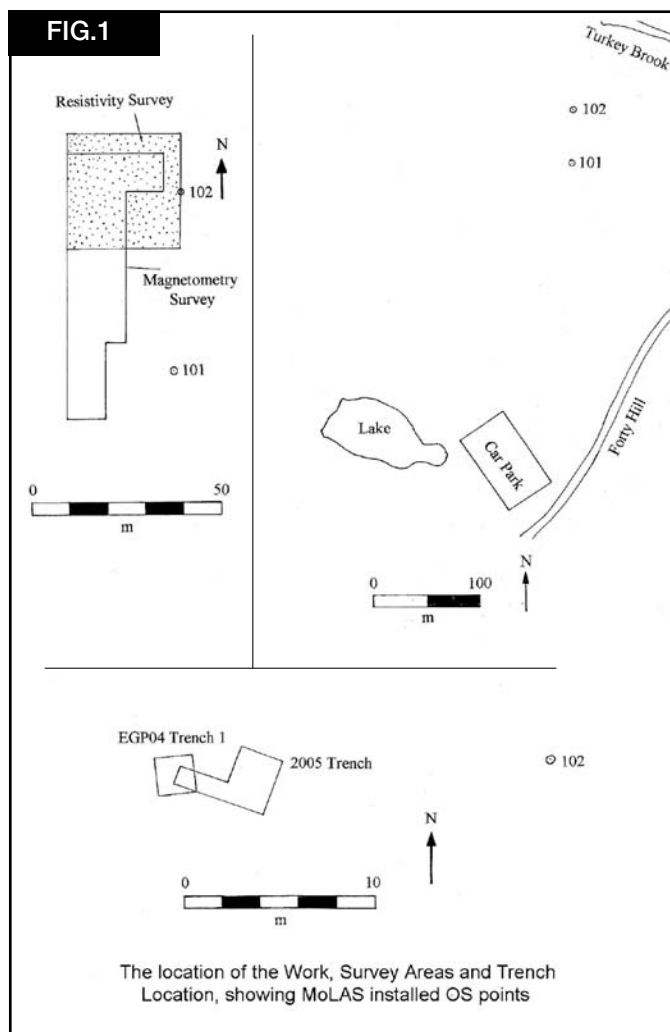 FIG.1
Resistivity Survey
N
102
Magnetometry
Survey
101
0 50
m
Turkey Brook
102
101
Lake
Car Park
Forty Hill
N
0 100
m
EGP04 Trench 1
2005 Trench
102
N
0 10
m
The location of the Work, Survey Areas and Trench
Location, showing MoLAS installed OS points